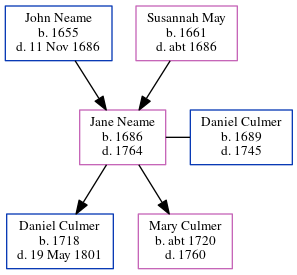 John Neame
b. 1655
d. 11 Nov 1686
Susannah May
b. 1661
d. abt 1686
Jane Neame
b. 1686
d. 1764
Daniel Culmer
b. 1689
d. 1745
Daniel Culmer
b. 1718
d. 19 May 1801
Mary Culmer
b. abt 1720
d. 1760